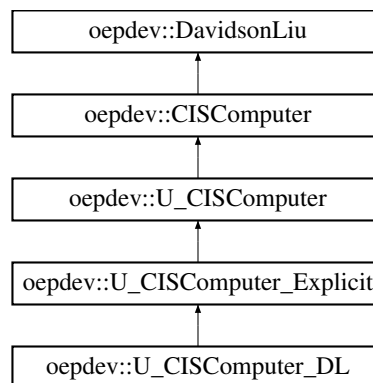 oepdev::DavidsonLiu
oepdev::CISComputer
oepdev::U_CISComputer
oepdev::U_CISComputer_Explicit
oepdev::U_CISComputer_DL